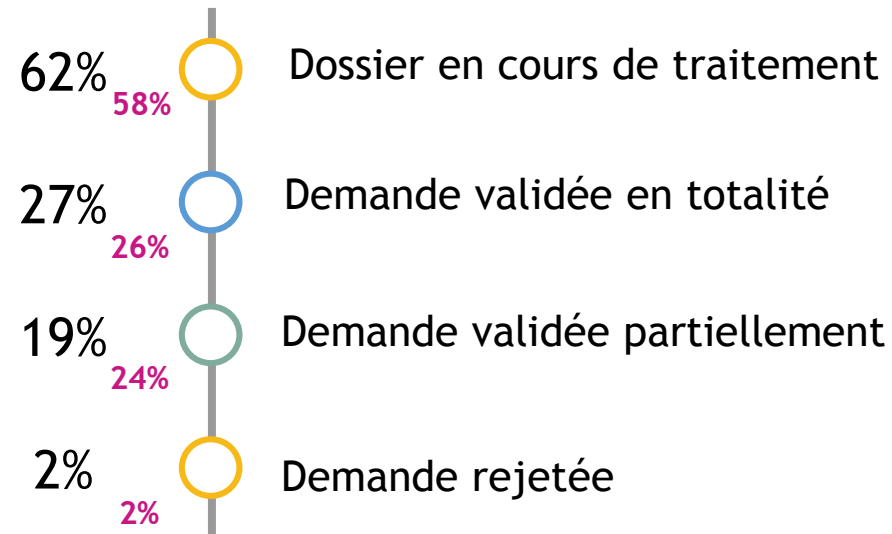 62%
58%
Dossier en cours de traitement
27%
26%
Demande validée en totalité
19%
24%
Demande validée partiellement
2%
2%
Demande rejetée